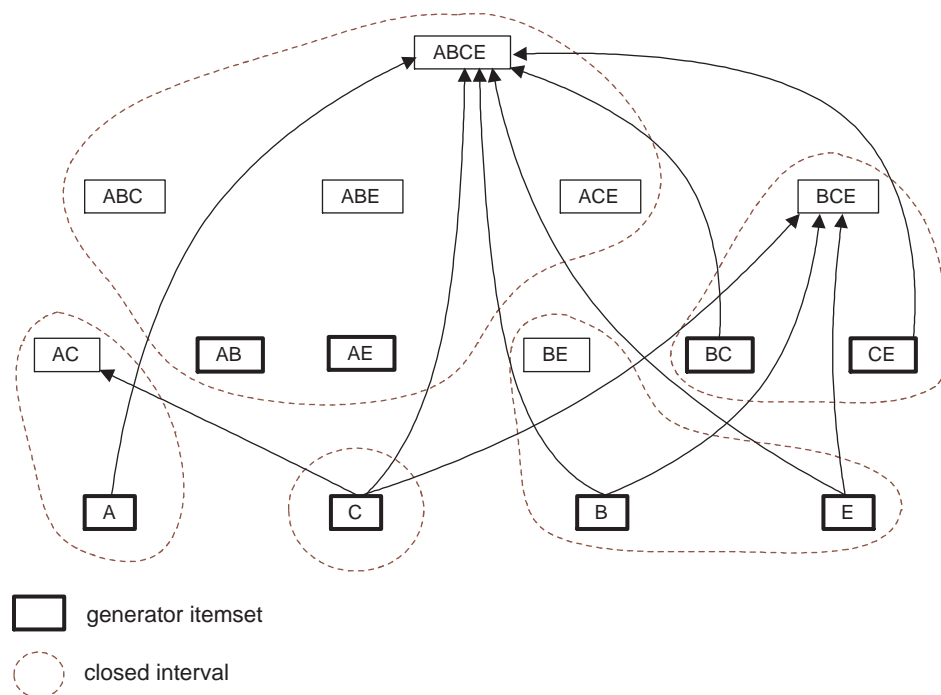 ABCE
ABC ABE ACE BCE
AC AB AE BE BC CE
A C B E
generator itemset
closed interval